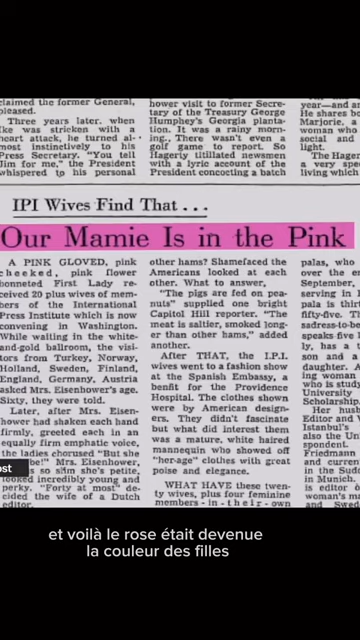 claimed the former General,
pleased.
Three years later, when
Ike was stricken with a
heart attack, he turned al-
most instinctively to his
Press Secretary. "You tell
Jim for me," the President
whispered to his personal
hower visit to former Secre-
tary of the Treasury George
Humphey's Georgia planta-
tion. It was a rainy morn-
ing. There wasn't even a
golf game to report. So
Hagerty titillated newsmen
with a lyric account of the
President concocting a batch
year—and an
He shares bo
Marjorie, a
woman who
social and
light.
The Hager
a very spec
living which
IPI Wives Find That . . .
Our Mamie Is in the Pink
A PINK GLOVED, pink
cheeked, pink flower
bonneted First Lady re-
ceived 20 plus wives of mem-
bers of the International
Press Institute which is now
convening in Washington.
While waiting in the white-
and-gold ballroom, the visi-
tors from Turkey, Norway,
Holland, Sweden, Finland,
England, Germany, Austria
asked Mrs. Eisenhower's age.
Sixty, they were told.
Later, after Mrs. Eisen-
hower had shaken each hand
firmly, greeted each in an
equally firm emphatic voice,
the ladies chorused "But she
be!" Mrs. Eisenhower,
so slim she's petite,
looked incredibly young and
perky. "Forty at most" de-
cided the wife of a Dutch
editor.
other hams? Shamefaced the
Americans looked at each
other. What to answer,
"The pigs are fed on pea-
nuts" supplied one bright
Capitol Hill reporter. "The
meat is saltier, smoked long-
er than other hams," added
another.
After THAT, the I.P.I.
wives went to a fashion show
at the Spanish Embassy, a
benefit for the Providence
Hospital. The clothes shown
were by American design-
ers. They didn't fascinate
but what did interest them
was a mature, white haired
mannequin who showed off
"her-age" clothes with great
poise and elegance.
WHAT HAVE these twen-
ty wives, plus four feminine
members - in - their - own
palas, who
over the en
September,
serving in I
pala is thirt
fifty-five. Th
sadress-to-be
speaks five l
son and a
daughter. A
ing woman
who is study
University
Scholarship.
Her husb
Editor and V
Istanbul's
also the Un
spondent.
Friedmann
and current
in the Sudd
in Munich.
is editor o
woman's m
and Swed
ost
et voilà le rose était devenue
la couleur des filles